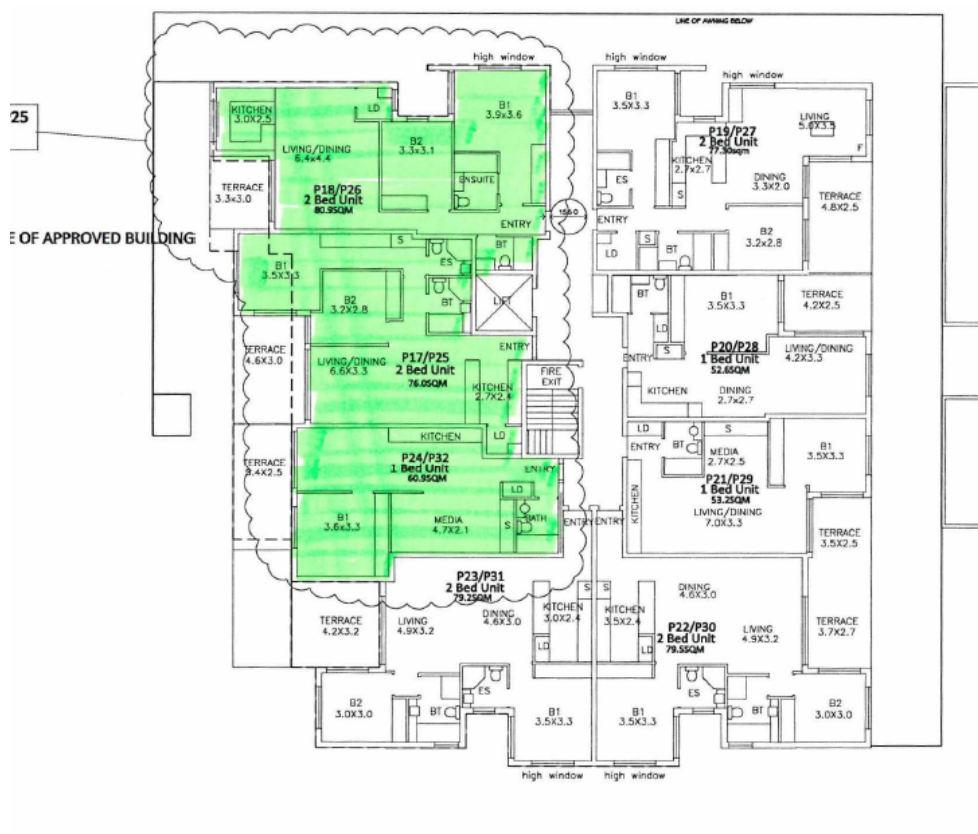 LINE OF AWNING BELOW
25
E OF APPROVED BUILDING
high window
B1
3.9x3.6
KITCHEN
3.0X2.5
LD
LIVING/DINING
6.4x4.4
B2
3.3x3.1
ENSUITE
TERRACE
3.3x3.0
P18/P26
2 Bed Unit
80.9SQM
ENTRY
1560
high window
high window
B1
3.5X3.3
LIVING
5.0X3.5
F
P19/P27
2 Bed Unit
77.30sqm
KITCHEN
2.7x2.7
DINING
3.3x2.0
ES
S
TERRACE
4.8X2.5
ENTRY
LD
S
BT
B2
3.2x2.8
B1
3.5X3.3
S
ES
BT
B2
3.2X2.8
BT
LIFT
TERRACE
4.6X3.0
P17/P25
2 Bed Unit
76.0SQM
LIVING/DINING
6.6X3.3
ENTRY
KITCHEN
2.7X2.4
FIRE
EXIT
LD
BT
LD
S
B1
3.5X3.3
TERRACE
4.2X2.5
P20/P28
1 Bed Unit
52.6SQM
LIVING/DINING
4.2X3.3
ENTRY
KITCHEN
DINING
2.7x2.7
KITCHEN
P24/P32
1 Bed Unit
60.9SQM
ENTRY
TERRACE
3.4X2.5
LD
B1
3.6x3.3
MEDIA
4.7X2.1
S
BATH
LD
S
ENTRY
BT
MEDIA
2.7X2.5
B1
3.5X3.3
P21/P29
1 Bed Unit
53.2SQM
KITCHEN
LIVING/DINING
7.0X3.3
ENTRY
ENTRY
TERRACE
3.5X2.5
P23/P31
2 Bed Unit
79.2SQM
DINING
4.6X3.0
KITCHEN
3.0X2.4
S
LD
TERRACE
4.2X3.2
LIVING
4.9X3.2
S
KITCHEN
3.5X2.4
LD
DINING
4.6X3.0
P22/P30
2 Bed Unit
79.5SQM
LIVING
4.9X3.2
TERRACE
3.7X2.7
B2
3.0X3.0
BT
ES
B1
3.5X3.3
B1
3.5X3.3
ES
BT
B2
3.0X3.0
high window
high window